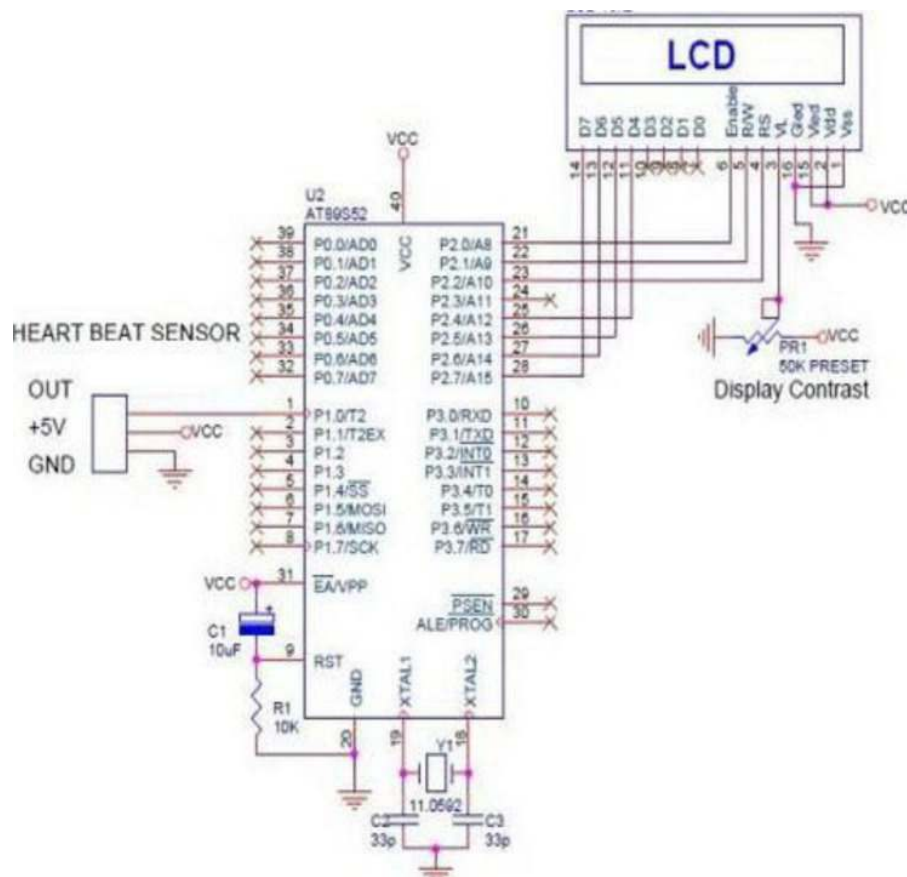 LCD
D7 D6 D5 D4 D3 D2 D1 D0 Enable R/W RS VL Gled Vled Vdd Vss
14 13 12 11 10 9 8 7 6 5 4 3 16 15 2 1
VCC
VCC
40
U2
AT89S52
VCC
39 P0.0/AD0 P2.0/A8 21
38 P0.1/AD1 P2.1/A9 22
37 P0.2/AD2 P2.2/A10 23
36 P0.3/AD3 P2.3/A11 24
35 P0.4/AD4 P2.4/A12 25
34 P0.5/AD5 P2.5/A13 26
33 P0.6/AD6 P2.6/A14 27
32 P0.7/AD7 P2.7/A15 28
VCC
PR1
50K PRESET
Display Contrast
HEART BEAT SENSOR
OUT
+5V VCC
GND
1 P1.0/T2 P3.0/RXD 10
2 P1.1/T2EX P3.1/TXD 11
3 P1.2 P3.2/INT0 12
4 P1.3 P3.3/INT1 13
5 P1.4/SS P3.4/T0 14
6 P1.5/MOSI P3.5/T1 15
7 P1.6/MISO P3.6/WR 16
8 P1.7/SCK P3.7/RD 17
VCC 31 EA/VPP
PSEN 29
ALE/PROG 30
C1
10uF
9 RST
R1
10K
GND XTAL1 XTAL2
20 19 18
Y1
11.0592
C2 C3
33p 33p